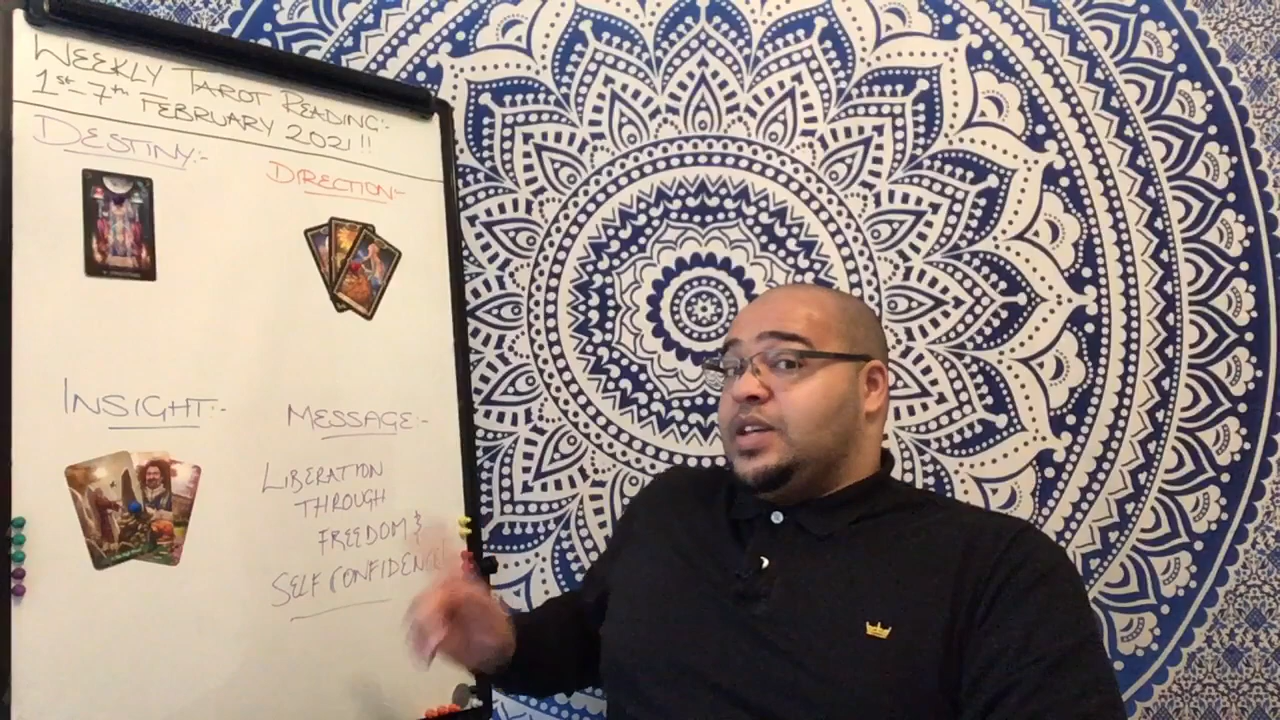 WEEKLY TAROT READING:-
1st-7th FEBRUARY 2021!!
DESTINY:-
DIRECTION-
INSIGHT:-
MESSAGE:-
LIBERATION
THROUGH
FREEDOM &
SELF CONFIDENCE!